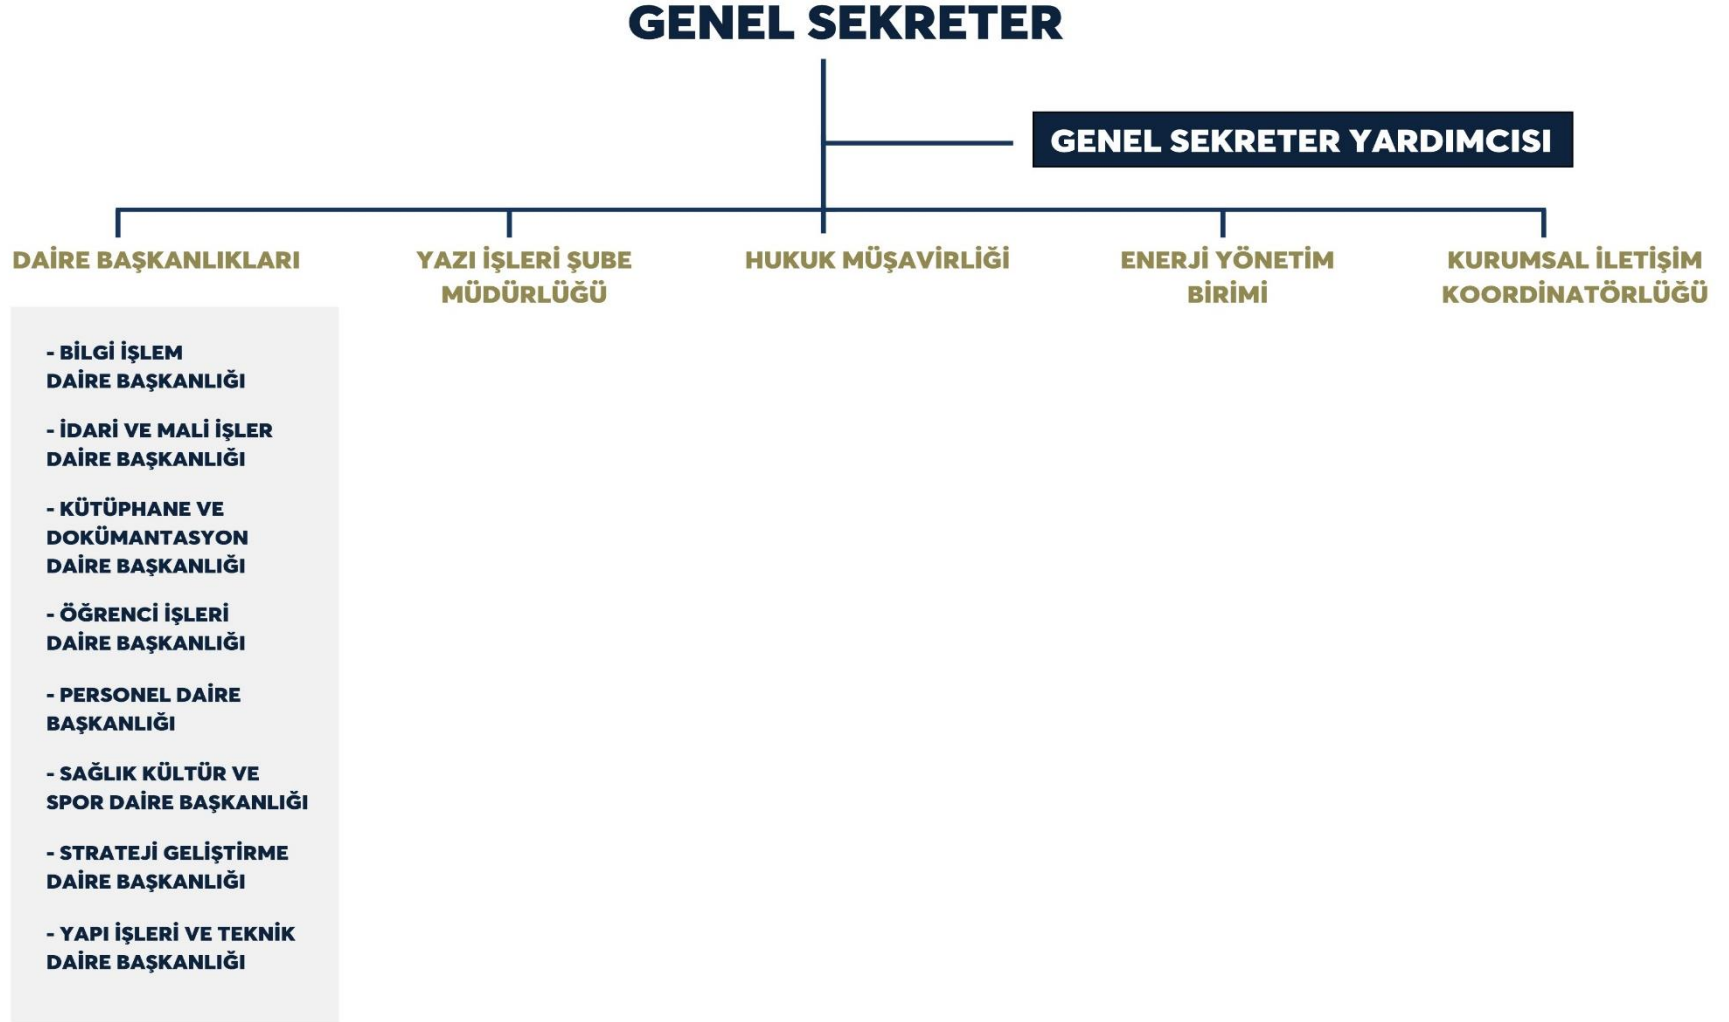 GENEL SEKRETER
GENEL SEKRETER YARDIMCISI
DAİRE BAŞKANLIKLARI
YAZI İŞLERİ ŞUBE
MÜDÜRLÜĞÜ
HUKUK MÜŞAVİRLİĞİ
ENERJİ YÖNETİM
BİRİMİ
KURUMSAL İLETİŞİM
KOORDİNATÖRLÜĞÜ
- BİLGİ İŞLEM
DAİRE BAŞKANLIĞI
- İDARİ VE MALİ İŞLER
DAİRE BAŞKANLIĞI
- KÜTÜPHANE VE
DOKÜMANTASYON
DAİRE BAŞKANLIĞI
- ÖĞRENCİ İŞLERİ
DAİRE BAŞKANLIĞI
- PERSONEL DAİRE
BAŞKANLIĞI
- SAĞLIK KÜLTÜR VE
SPOR DAİRE BAŞKANLIĞI
- STRATEJİ GELİŞTİRME
DAİRE BAŞKANLIĞI
- YAPI İŞLERİ VE TEKNİK
DAİRE BAŞKANLIĞI